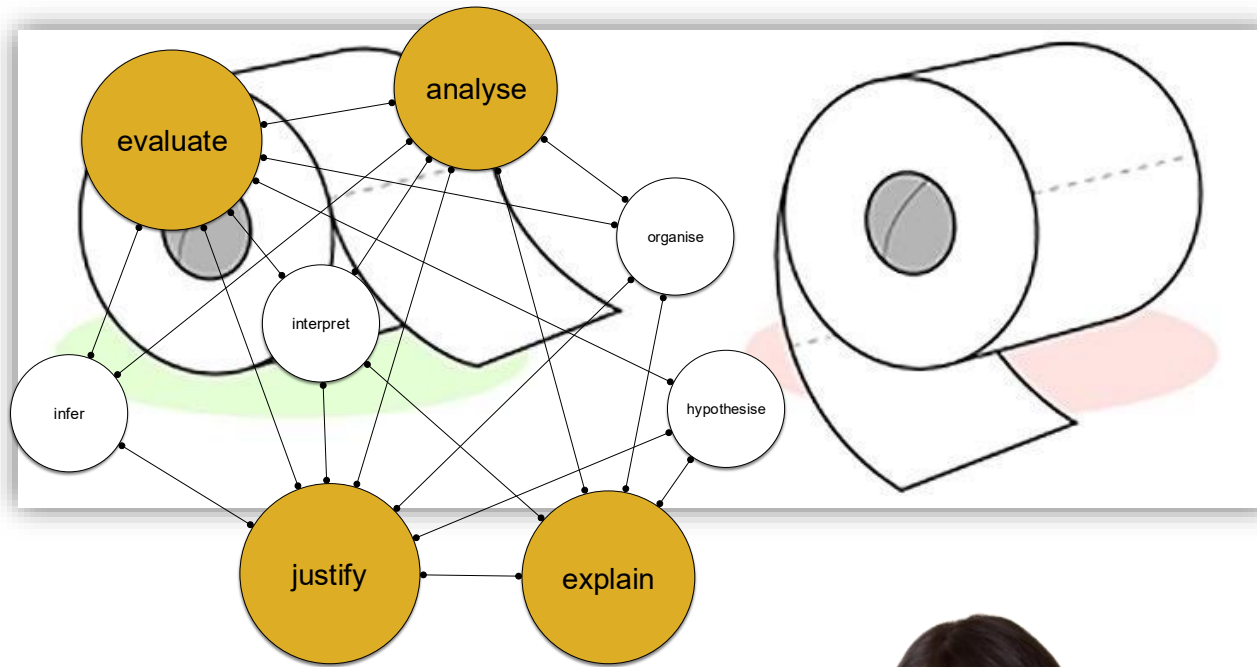 analyse
evaluate
organise
interpret
infer
hypothesise
justify
explain